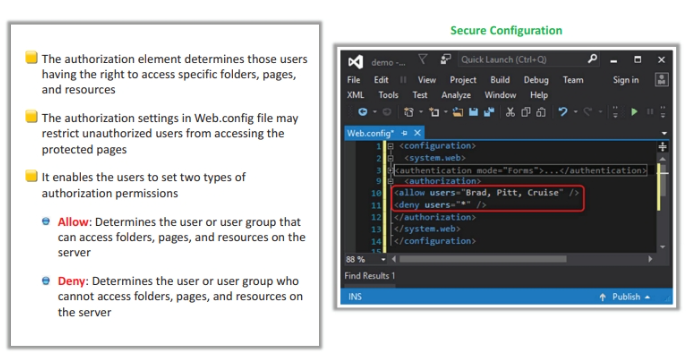 Secure Configuration
The authorization element determines those users
having the right to access specific folders, pages,
and resources
The authorization settings in Web.config file may
restrict unauthorized users from accessing the
protected pages
It enables the users to set two types of
authorization permissions
Allow: Determines the user or user group that
can access folders, pages, and resources on the
server
Deny: Determines the user or user group who
cannot access folders, pages, and resources on
the server
demo -... Quick Launch (Ctrl+Q)
File Edit View Project Build Debug Team Sign in
XML Tools Test Analyze Window Help
Web.config*
1 <configuration>
2 <system.web>
3 <authentication mode="Forms">...</authentication>
9 <authorization>
10 <allow users="Brad, Pitt, Cruise" />
11 <deny users="*" />
12 </authorization>
13 </system.web>
14 </configuration>
15
88 %
Find Results 1
INS Publish